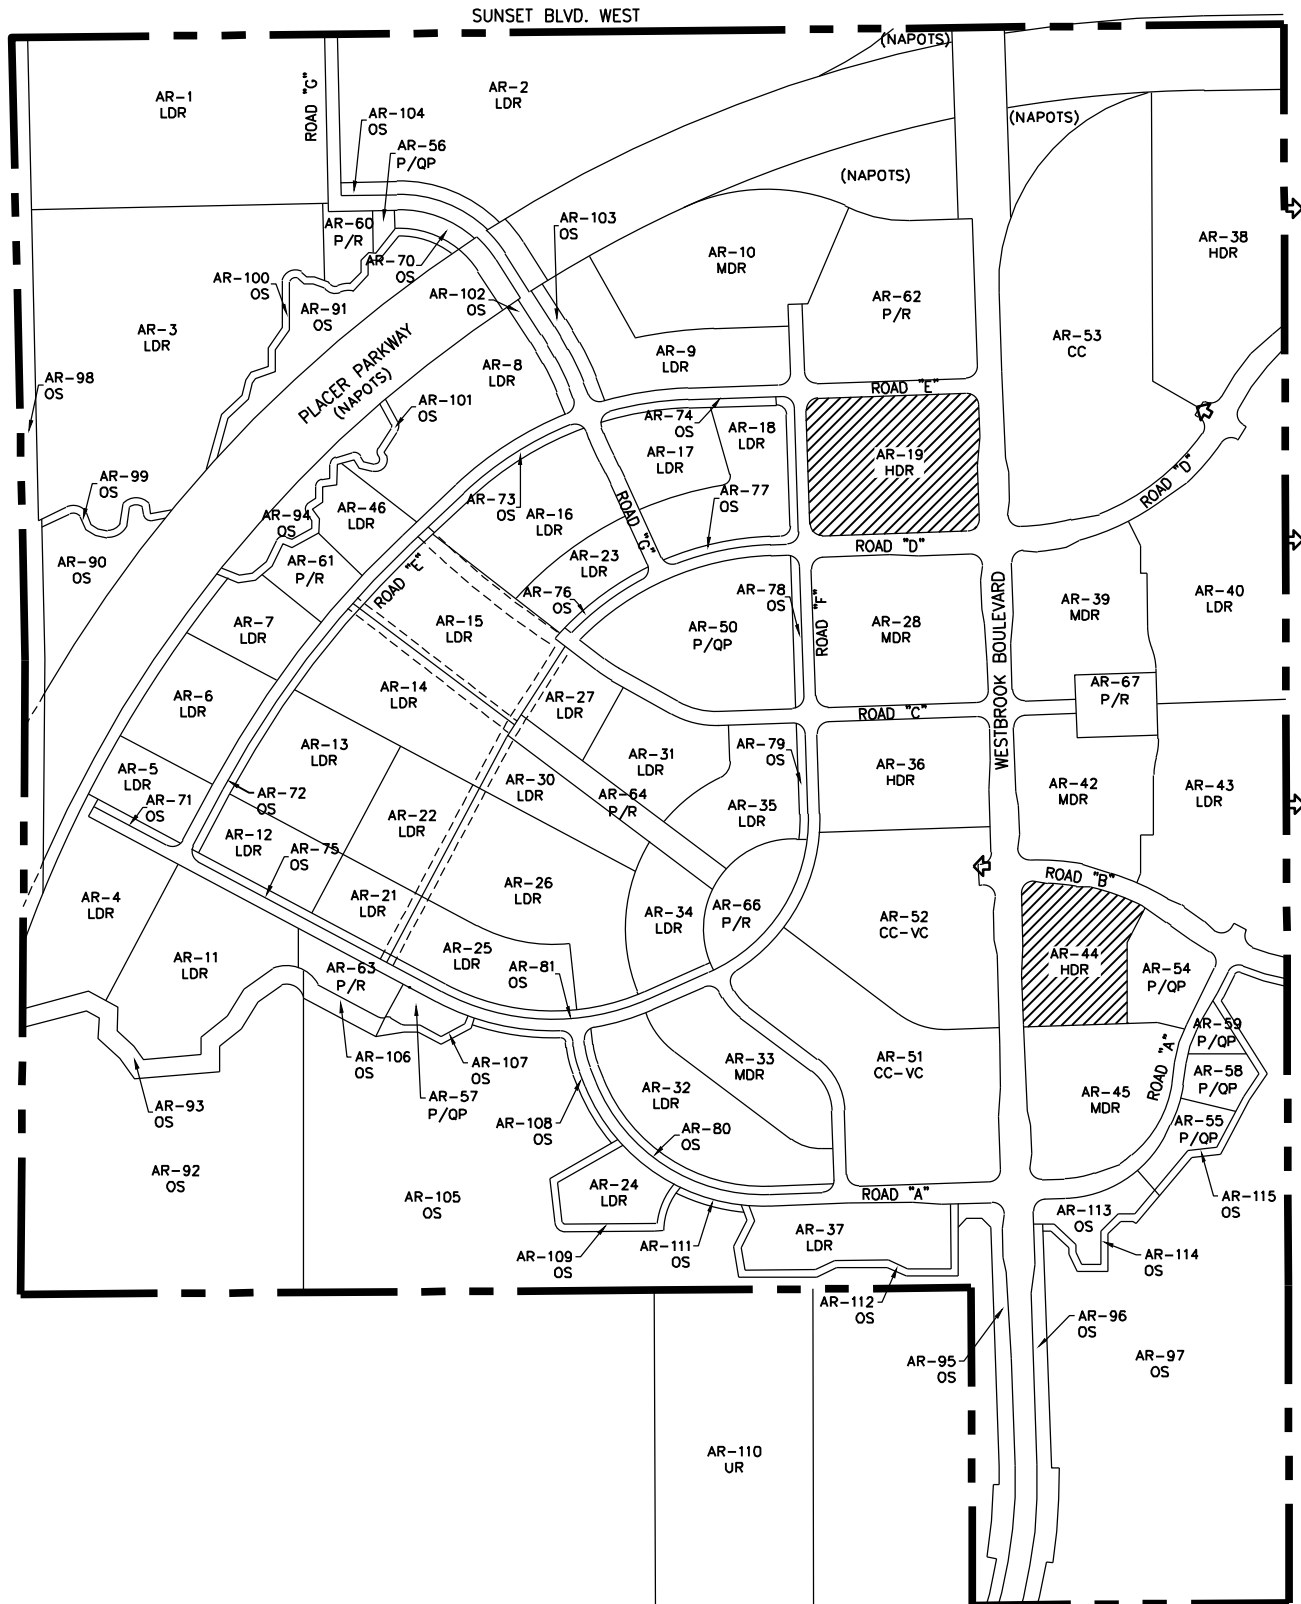 SUNSET BLVD. WEST
(NAPOTS)
AR-1
LDR
ROAD "G"
AR-2
LDR
AR-104
OS
AR-56
P/QP
(NAPOTS)
(NAPOTS)
AR-60
P/R
AR-103
OS
AR-10
MDR
AR-38
HDR
AR-70
OS
AR-100
OS
AR-102
OS
AR-91
OS
AR-62
P/R
AR-3
LDR
PLACER PARKWAY
(NAPOTS)
AR-8
LDR
AR-9
LDR
AR-53
CC
AR-98
OS
AR-101
OS
ROAD "E"
AR-74
OS
AR-18
LDR
AR-17
LDR
AR-19
HDR
ROAD "D"
AR-99
OS
AR-77
OS
AR-73
OS
AR-16
LDR
ROAD "G"
AR-46
LDR
AR-94
OS
AR-23
LDR
ROAD "D"
AR-61
P/R
AR-90
OS
ROAD "E"
AR-76
OS
AR-78
OS
ROAD "F"
AR-40
LDR
AR-39
MDR
AR-7
LDR
AR-15
LDR
AR-50
P/QP
AR-28
MDR
WESTBROOK BOULEVARD
AR-6
LDR
AR-14
LDR
AR-27
LDR
AR-67
P/R
ROAD "C"
AR-13
LDR
AR-31
LDR
AR-79
OS
AR-36
HDR
AR-5
LDR
AR-71
OS
AR-72
OS
AR-30
LDR
AR-64
P/R
AR-42
MDR
AR-43
LDR
AR-22
LDR
AR-35
LDR
AR-12
LDR
AR-75
OS
ROAD "B"
AR-4
LDR
AR-21
LDR
AR-26
LDR
AR-34
LDR
AR-66
P/R
AR-52
CC-VC
AR-11
LDR
AR-25
LDR
AR-44
HDR
AR-54
P/QP
AR-63
P/R
AR-81
OS
AR-59
P/QP
AR-106
OS
AR-107
OS
AR-33
MDR
AR-51
CC-VC
AR-58
P/QP
ROAD "A"
AR-32
LDR
AR-57
P/QP
AR-45
MDR
AR-93
OS
AR-108
OS
AR-80
OS
AR-55
P/QP
AR-92
OS
AR-105
OS
AR-24
LDR
ROAD "A"
AR-113
OS
AR-115
OS
AR-37
LDR
AR-109
OS
AR-111
OS
AR-114
OS
AR-112
OS
AR-96
OS
AR-95
OS
AR-97
OS
AR-110
UR